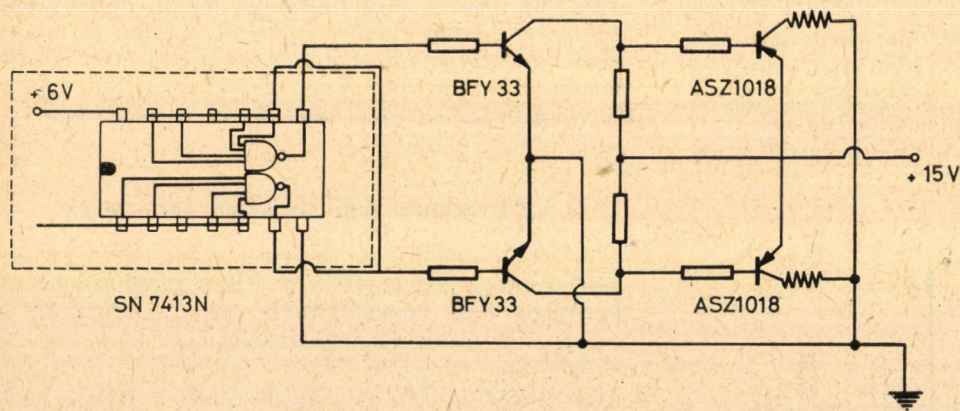 + 6V
SN 7413N
BFY 33
BFY 33
ASZ1018
ASZ1018
+ 15 V